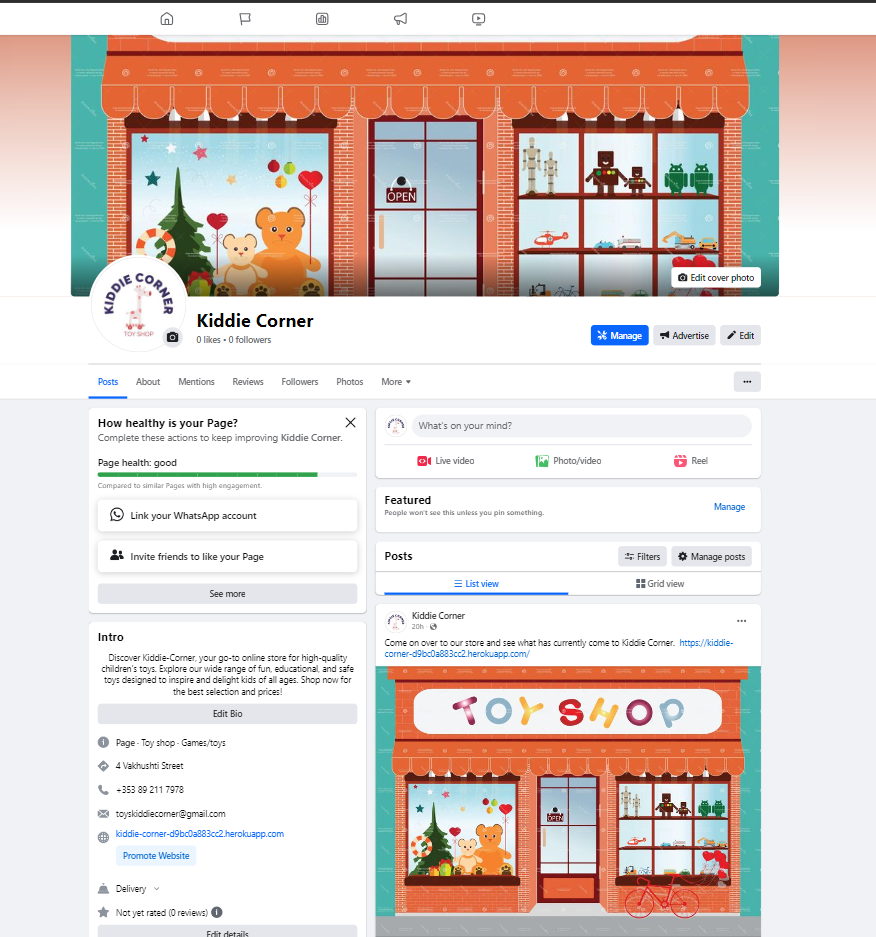 OPEN
Edit cover photo
KIDDIE CORNER
TOY SHOP
Kiddie Corner
0 likes • 0 followers
Manage
Advertise
Edit
Posts
About
Mentions
Reviews
Followers
Photos
More
How healthy is your Page?
Complete these actions to keep improving Kiddie Corner.
Page health: good
Compared to similar Pages with high engagement.
Link your WhatsApp account
Invite friends to like your Page
See more
Intro
Discover Kiddie-Corner, your go-to online store for high-quality
children's toys. Explore our wide range of fun, educational, and safe
toys designed to inspire and delight kids of all ages. Shop now for
the best selection and prices!
Edit Bio
Page · Toy shop · Games/toys
4 Vakhushti Street
+353 89 211 7978
toyskiddiecorner@gmail.com
kiddie-corner-d9bc0a883cc2.herokuapp.com
Promote Website
Delivery
Not yet rated (0 reviews)
Edit details
What's on your mind?
Live video
Photo/video
Reel
Featured
People won't see this unless you pin something.
Manage
Posts
Filters
Manage posts
List view
Grid view
Kiddie Corner
20h
Come on over to our store and see what has currently come to Kiddie Corner. https://kiddie-
corner-d9bc0a883cc2.herokuapp.com/
TOY SHOP
OPEN